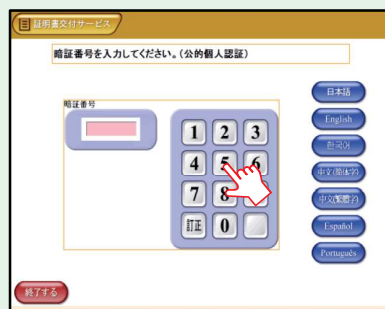 証明書交付サービス
暗証番号を入力してください。(公的個人認証)
暗証番号
1 2 3
4 5 6
7 8
訂正 0
日本語
English
한국어
中文(簡体字)
中文(繁體字)
Español
Português
終了する